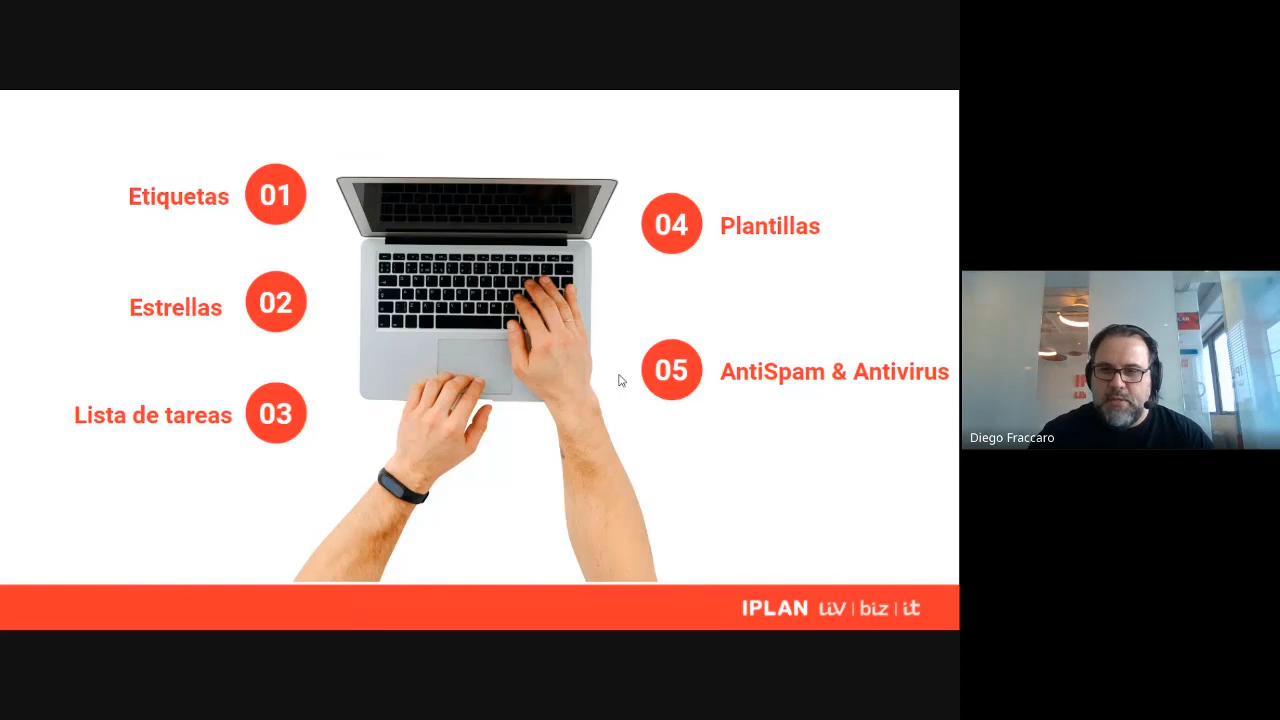 Etiquetas 01
Estrellas 02
Lista de tareas 03
04 Plantillas
05 AntiSpam & Antivirus
IPLAN liv | biz | it
Diego Fraccaro